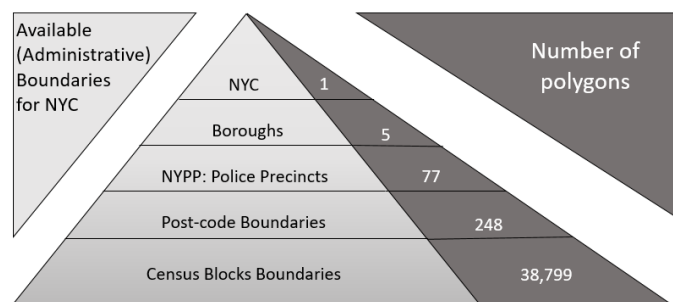 Available
(Administrative)
Boundaries
for NYC
Number of
polygons
NYC
1
Boroughs
5
NYPP: Police Precincts
77
Post-code Boundaries
248
Census Blocks Boundaries
38,799